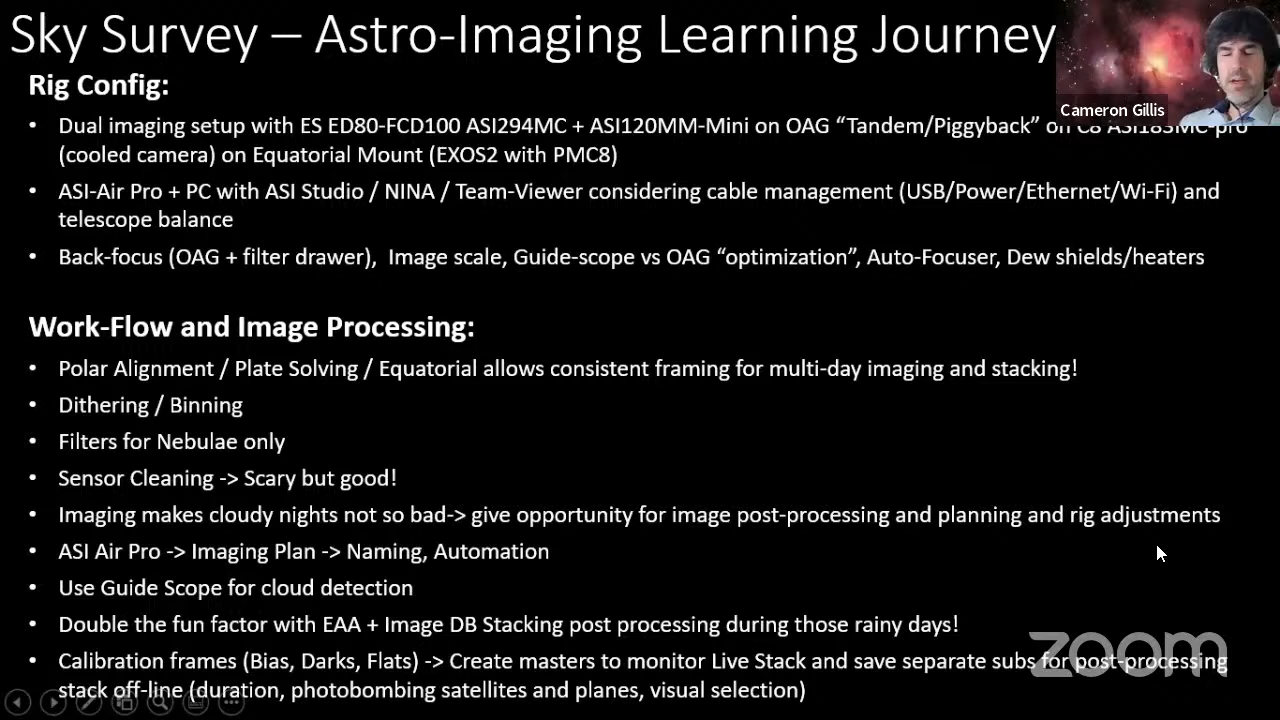 Sky Survey – Astro-Imaging Learning Journey
Cameron Gillis
Rig Config:
• Dual imaging setup with ES ED80-FCD100 ASI294MC + ASI120MM-Mini on OAG “Tandem/Piggyback” on C8 ASI183MC-pro
(cooled camera) on Equatorial Mount (EXOS2 with PMC8)
• ASI-Air Pro + PC with ASI Studio / NINA / Team-Viewer considering cable management (USB/Power/Ethernet/Wi-Fi) and
telescope balance
• Back-focus (OAG + filter drawer), Image scale, Guide-scope vs OAG “optimization”, Auto-Focuser, Dew shields/heaters
Work-Flow and Image Processing:
• Polar Alignment / Plate Solving / Equatorial allows consistent framing for multi-day imaging and stacking!
• Dithering / Binning
• Filters for Nebulae only
• Sensor Cleaning -> Scary but good!
• Imaging makes cloudy nights not so bad-> give opportunity for image post-processing and planning and rig adjustments
• ASI Air Pro -> Imaging Plan -> Naming, Automation
• Use Guide Scope for cloud detection
• Double the fun factor with EAA + Image DB Stacking post processing during those rainy days!
• Calibration frames (Bias, Darks, Flats) -> Create masters to monitor Live Stack and save separate subs for post-processing
stack off-line (duration, photobombing satellites and planes, visual selection)
zoom